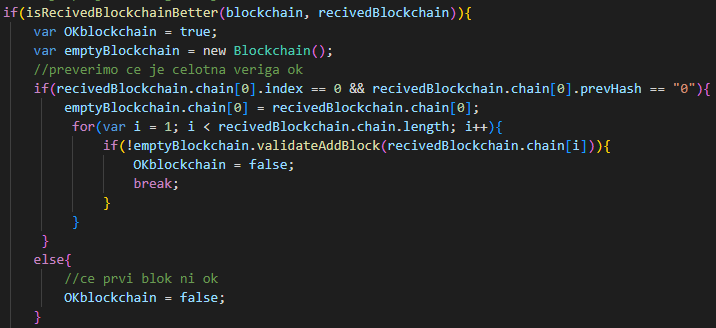 if(isRecivedBlockchainBetter(blockchain, recivedBlockchain)){
    var OKblockchain = true;
    var emptyBlockchain = new Blockchain();
    //preverimo ce je celotna veriga ok
    if(recivedBlockchain.chain[0].index == 0 && recivedBlockchain.chain[0].prevHash == "0"){
        emptyBlockchain.chain[0] = recivedBlockchain.chain[0];
         for(var i = 1; i < recivedBlockchain.chain.length; i++){
             if(!emptyBlockchain.validateAddBlock(recivedBlockchain.chain[i])){
                 OKblockchain = false;
                 break;
             }
         }
     }
    else{
        //ce prvi blok ni ok
        OKblockchain = false;
    }